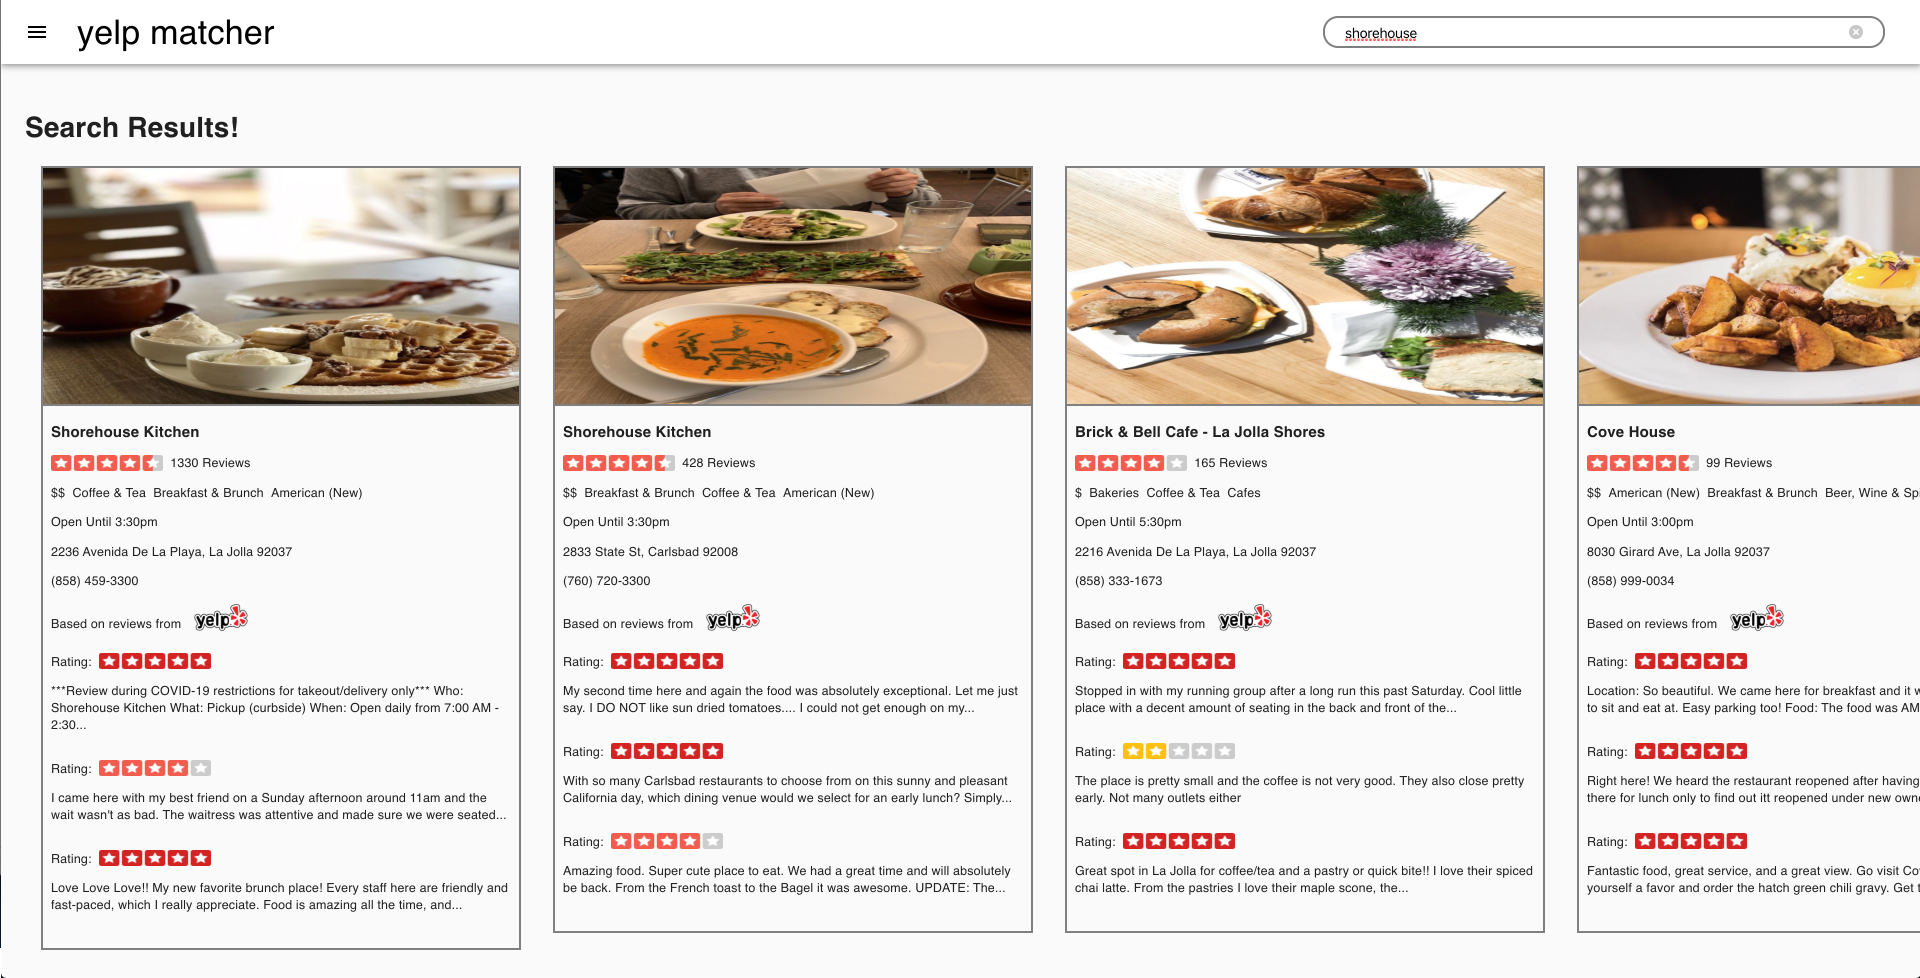 yelp matcher
shorehouse
Search Results!
Shorehouse Kitchen
1330 Reviews
$$ Coffee & Tea Breakfast & Brunch American (New)
Open Until 3:30pm
2236 Avenida De La Playa, La Jolla 92037
(858) 459-3300
Based on reviews from yelp
Rating:
***Review during COVID-19 restrictions for takeout/delivery only*** Who:
Shorehouse Kitchen What: Pickup (curbside) When: Open daily from 7:00 AM -
2:30...
Rating:
I came here with my best friend on a Sunday afternoon around 11am and the
wait wasn't as bad. The waitress was attentive and made sure we were seated...
Rating:
Love Love Love!! My new favorite brunch place! Every staff here are friendly and
fast-paced, which I really appreciate. Food is amazing all the time, and...
Shorehouse Kitchen
428 Reviews
$$ Breakfast & Brunch Coffee & Tea American (New)
Open Until 3:30pm
2833 State St, Carlsbad 92008
(760) 720-3300
Based on reviews from yelp
Rating:
My second time here and again the food was absolutely exceptional. Let me just
say. I DO NOT like sun dried tomatoes.... I could not get enough on my...
Rating:
With so many Carlsbad restaurants to choose from on this sunny and pleasant
California day, which dining venue would we select for an early lunch? Simply...
Rating:
Amazing food. Super cute place to eat. We had a great time and will absolutely
be back. From the French toast to the Bagel it was awesome. UPDATE: The...
Brick & Bell Cafe - La Jolla Shores
165 Reviews
$ Bakeries Coffee & Tea Cafes
Open Until 5:30pm
2216 Avenida De La Playa, La Jolla 92037
(858) 333-1673
Based on reviews from yelp
Rating:
Stopped in with my running group after a long run this past Saturday. Cool little
place with a decent amount of seating in the back and front of the...
Rating:
The place is pretty small and the coffee is not very good. They also close pretty
early. Not many outlets either
Rating:
Great spot in La Jolla for coffee/tea and a pastry or quick bite!! I love their spiced
chai latte. From the pastries I love their maple scone, the...
Cove House
99 Reviews
$$ American (New) Breakfast & Brunch Beer, Wine & Sp
Open Until 3:00pm
8030 Girard Ave, La Jolla 92037
(858) 999-0034
Based on reviews from yelp
Rating:
Location: So beautiful. We came here for breakfast and it w
to sit and eat at. Easy parking too! Food: The food was AM
Rating:
Right here! We heard the restaurant reopened after having
there for lunch only to find out itt reopened under new own
Rating:
Fantastic food, great service, and a great view. Go visit Co
yourself a favor and order the hatch green chili gravy. Get t